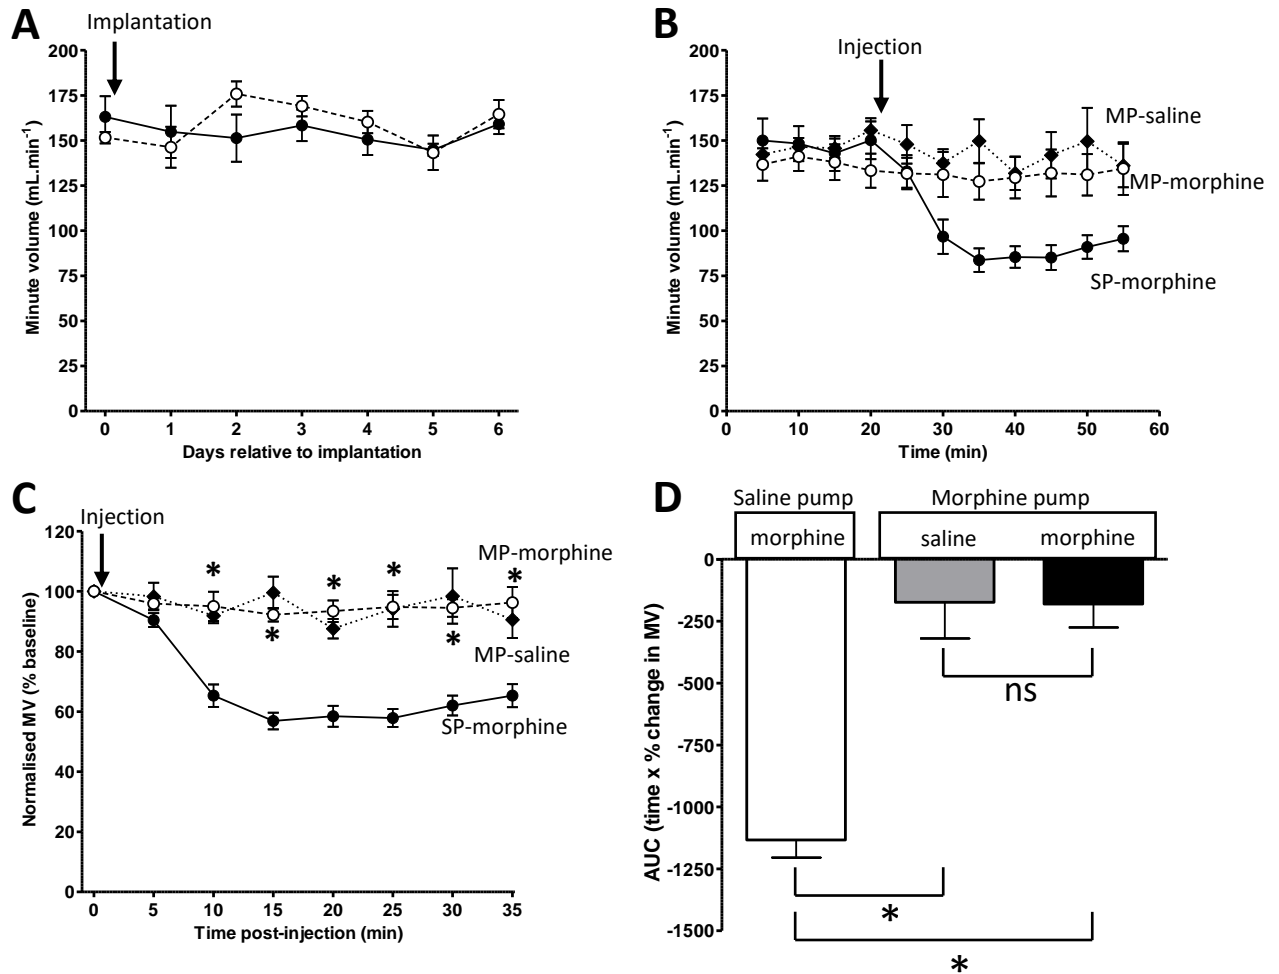 A
Implantation
200
175
150
125
100
75
50
25
0
Minute volume (mL.min⁻¹)
0 1 2 3 4 5 6
Days relative to implantation
B
Injection
200
175
150
125
100
75
50
25
0
Minute volume (mL.min⁻¹)
MP-saline
MP-morphine
SP-morphine
0 10 20 30 40 50 60
Time (min)
C
Injection
120
100
80
60
40
20
0
Normalised MV (% baseline)
MP-morphine
* * * *
* *
MP-saline
SP-morphine
0 5 10 15 20 25 30 35
Time post-injection (min)
D
Saline pump Morphine pump
morphine saline morphine
0
-250
-500
-750
-1000
-1250
-1500
AUC (time x % change in MV)
ns
*
*